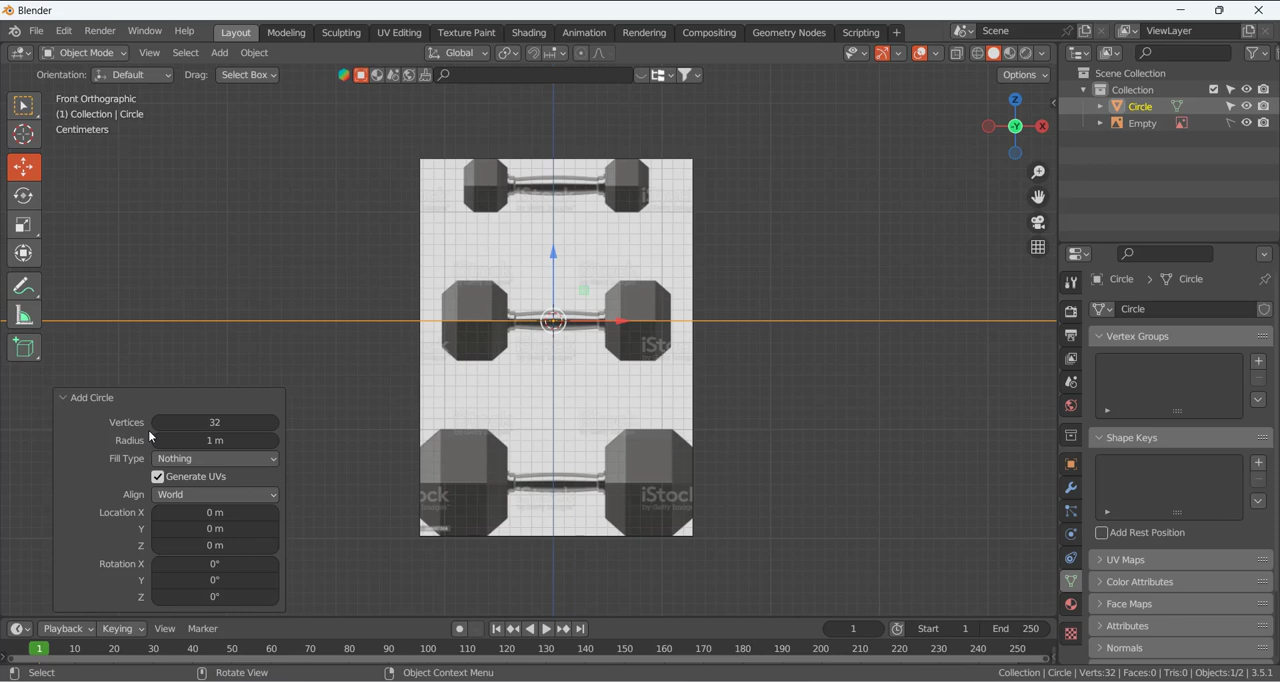 Blender
File Edit Render Window Help Layout Modeling Sculpting UV Editing Texture Paint Shading Animation Rendering Compositing Geometry Nodes Scripting + Scene ViewLayer
Object Mode View Select Add Object Global
Orientation: Default Drag: Select Box Options
Front Orthographic
(1) Collection | Circle
Centimeters
Z
-Y X
Scene Collection
Collection
Circle
Empty
Circle > Circle
Circle
Vertex Groups
Shape Keys
Add Rest Position
UV Maps
Color Attributes
Face Maps
Attributes
Normals
iStock
by Getty Images
Add Circle
Vertices 32
Radius 1 m
Fill Type Nothing
Generate UVs
Align World
Location X 0 m
Y 0 m
Z 0 m
Rotation X 0°
Y 0°
Z 0°
Playback Keying View Marker 1 Start 1 End 250
1 10 20 30 40 50 60 70 80 90 100 110 120 130 140 150 160 170 180 190 200 210 220 230 240 250
Select Rotate View Object Context Menu Collection | Circle | Verts:32 | Faces:0 | Tris:0 | Objects:1/2 | 3.5.1